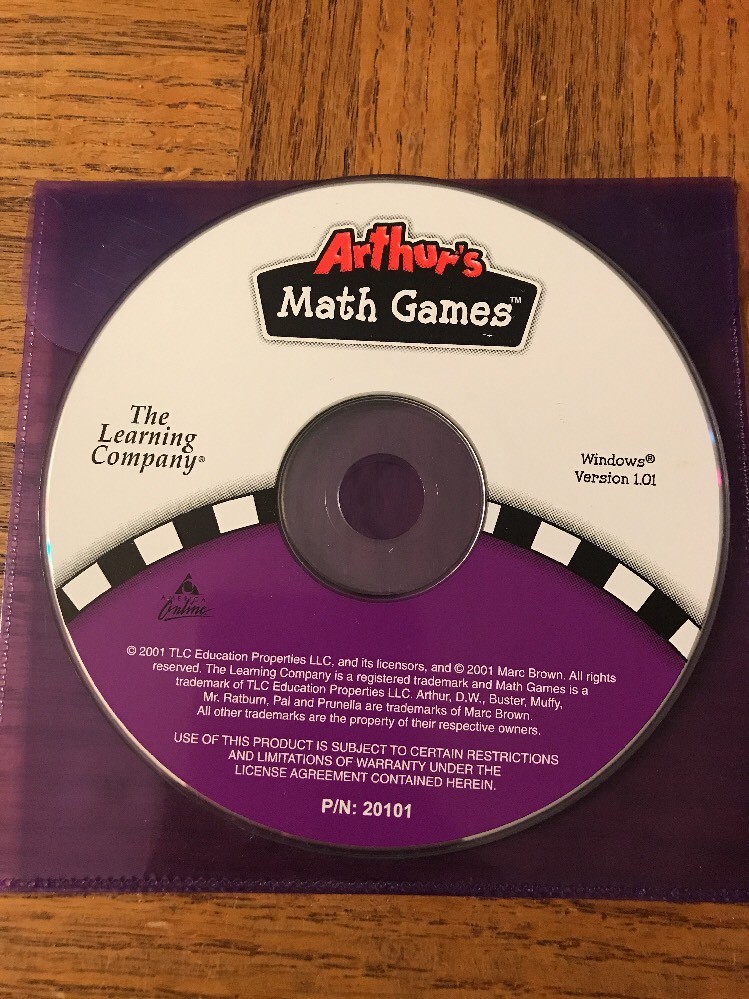 Arthur's
Math Games™
The
Learning
Company®
Windows®
Version 1.01
AMERICA
Online
© 2001 TLC Education Properties LLC, and its licensors, and © 2001 Marc Brown. All rights
reserved. The Learning Company is a registered trademark and Math Games is a
trademark of TLC Education Properties LLC. Arthur, D.W., Buster, Muffy,
Mr. Ratburn, Pal and Prunella are trademarks of Marc Brown.
All other trademarks are the property of their respective owners.
USE OF THIS PRODUCT IS SUBJECT TO CERTAIN RESTRICTIONS
AND LIMITATIONS OF WARRANTY UNDER THE
LICENSE AGREEMENT CONTAINED HEREIN.
P/N: 20101